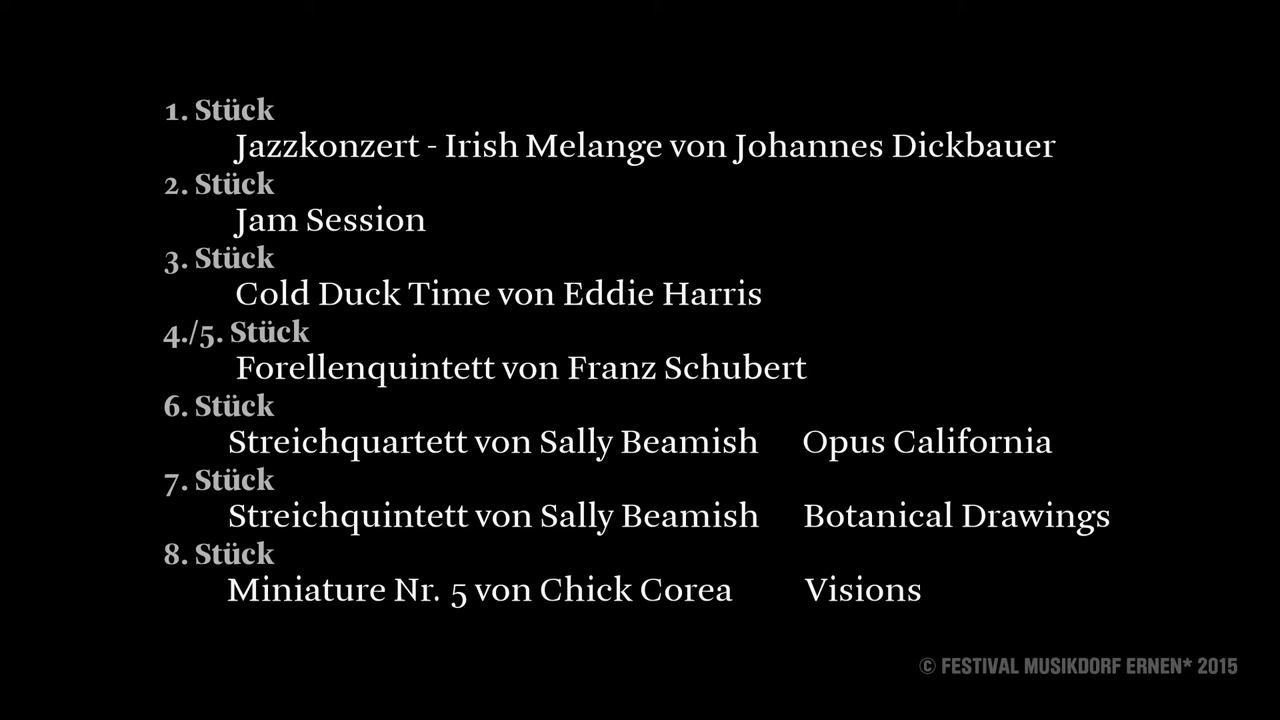 1. Stück
Jazzkonzert - Irish Melange von Johannes Dickbauer
2. Stück
Jam Session
3. Stück
Cold Duck Time von Eddie Harris
4./5. Stück
Forellenquintett von Franz Schubert
6. Stück
Streichquartett von Sally Beamish Opus California
7. Stück
Streichquintett von Sally Beamish Botanical Drawings
8. Stück
Miniature Nr. 5 von Chick Corea Visions
© FESTIVAL MUSIKDORF ERNEN* 2015